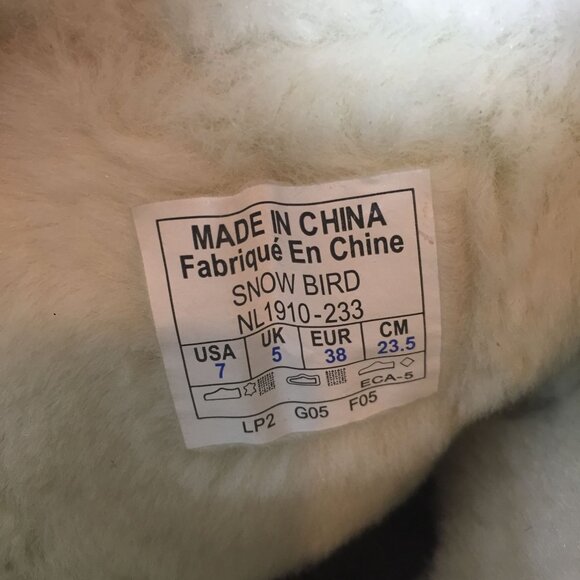 MADE IN CHINA
Fabriqué En Chine
SNOW BIRD
NL1910-233
USA UK EUR CM
7 5 38 23.5
ECA-5
LP2 G05 F05